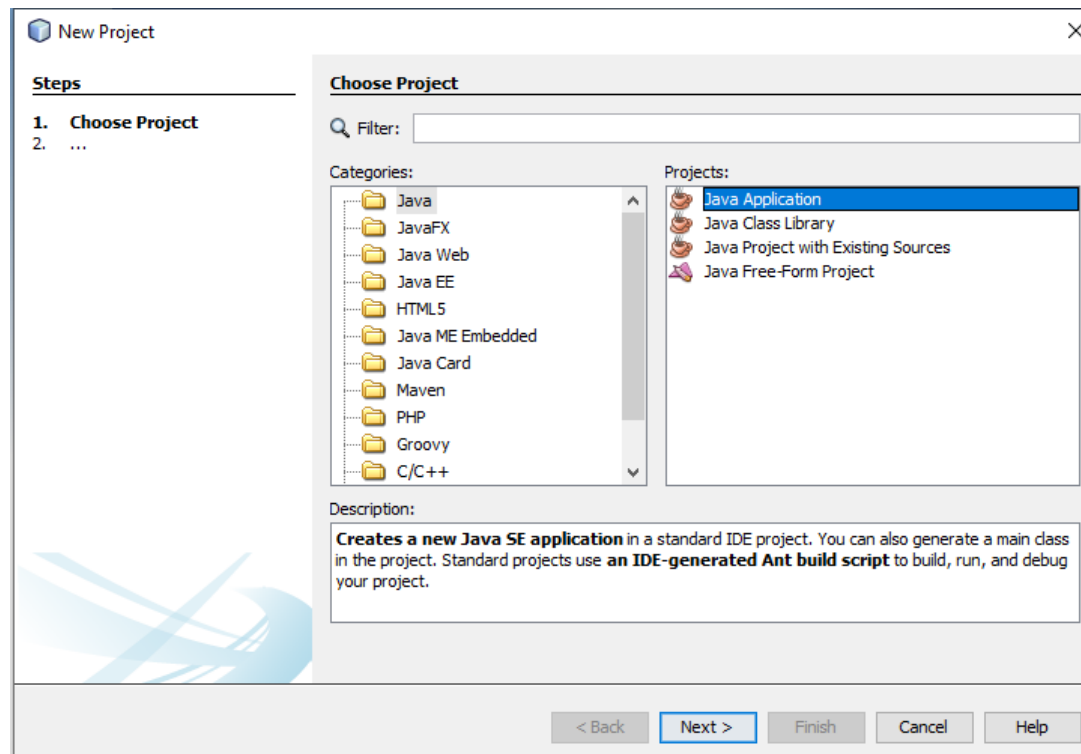 New Project
Steps
1. Choose Project
2. ...
Choose Project
Filter:
Categories:
Java
JavaFX
Java Web
Java EE
HTML5
Java ME Embedded
Java Card
Maven
PHP
Groovy
C/C++
Projects:
Java Application
Java Class Library
Java Project with Existing Sources
Java Free-Form Project
Description:
Creates a new Java SE application in a standard IDE project. You can also generate a main class
in the project. Standard projects use an IDE-generated Ant build script to build, run, and debug
your project.
< Back
Next >
Finish
Cancel
Help